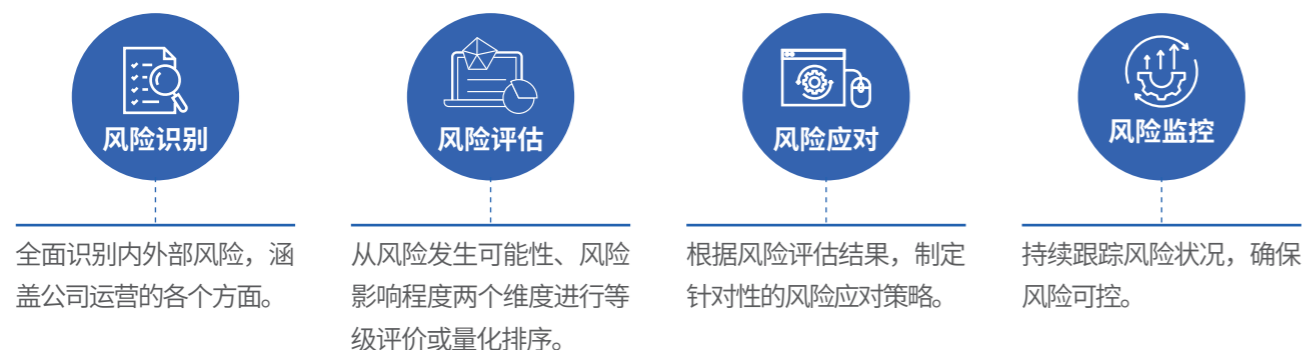 风险识别
全面识别内外部风险，涵
盖公司运营的各个方面。
风险评估
从风险发生可能性、风险
影响程度两个维度进行等
级评价或量化排序。
风险应对
根据风险评估结果，制定
针对性的风险应对策略。
风险监控
持续跟踪风险状况，确保
风险可控。